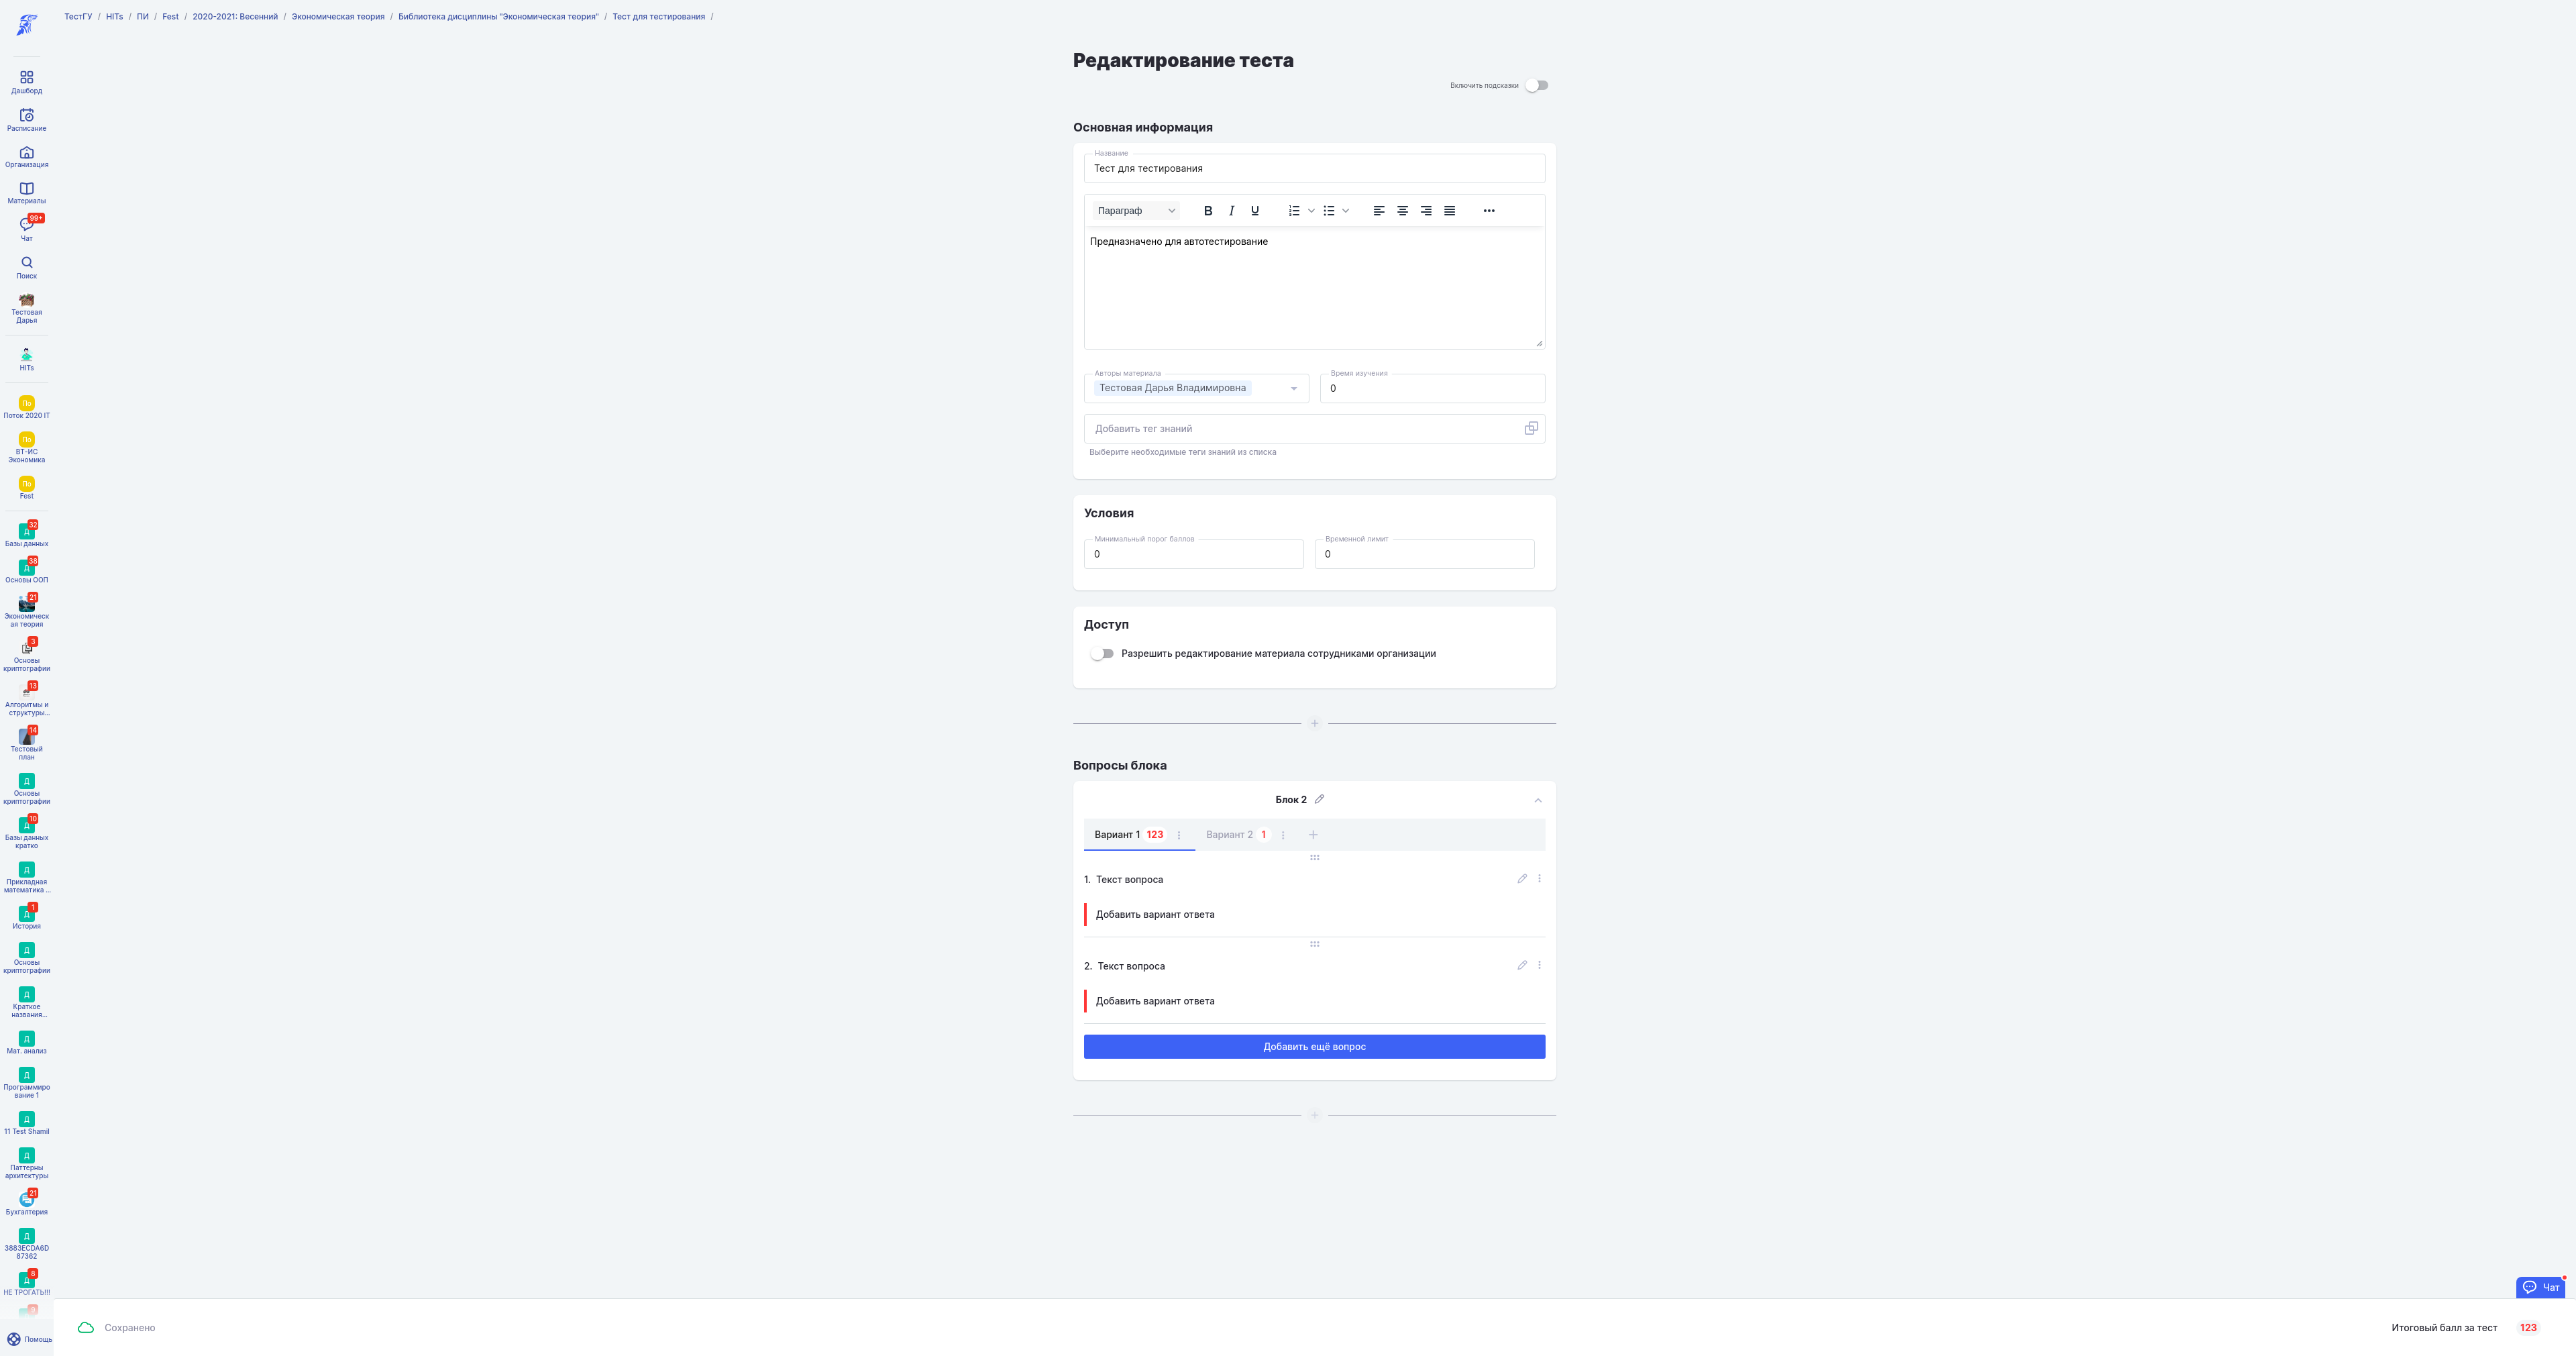 ТестГУ / HITs / ПИ / Fest / 2020-2021: Весенний / Экономическая теория / Библиотека дисциплины "Экономическая теория" / Тест для тестирования /
Дашборд
Расписание
Организация
Материалы
99+
Чат
Поиск
Тестовая
Дарья
HITs
По
Поток 2020 IT
По
ВТ-ИС
Экономика
По
Fest
32
Д
Базы данных
38
Д
Основы ООП
21
Экономическ
ая теория
3
Основы
криптографии
13
Алгоритмы и
структуры...
14
Тестовый
план
Д
Основы
криптографии
10
Д
Базы данных
кратко
Д
Прикладная
математика ...
1
Д
История
Д
Основы
криптографии
Д
Краткое
названия...
Д
Мат. анализ
Д
Программиро
вание 1
Д
11 Test Shamil
Д
Паттерны
архитектуры
21
Бухгалтерия
Д
3883ECDA6D
87362
8
Д
НЕ ТРОГАТЬ!!!
Помощь
Редактирование теста
Включить подсказки
Основная информация
Название
Тест для тестирования
Параграф
B I U
Предназначено для автотестирование
Авторы материала
Тестовая Дарья Владимировна
Время изучения
0
Добавить тег знаний
Выберите необходимые теги знаний из списка
Условия
Минимальный порог баллов
0
Временной лимит
0
Доступ
Разрешить редактирование материала сотрудниками организации
Вопросы блока
Блок 2
Вариант 1 123 Вариант 2 1
1. Текст вопроса
Добавить вариант ответа
2. Текст вопроса
Добавить вариант ответа
Добавить ещё вопрос
Чат
Сохранено
Итоговый балл за тест 123